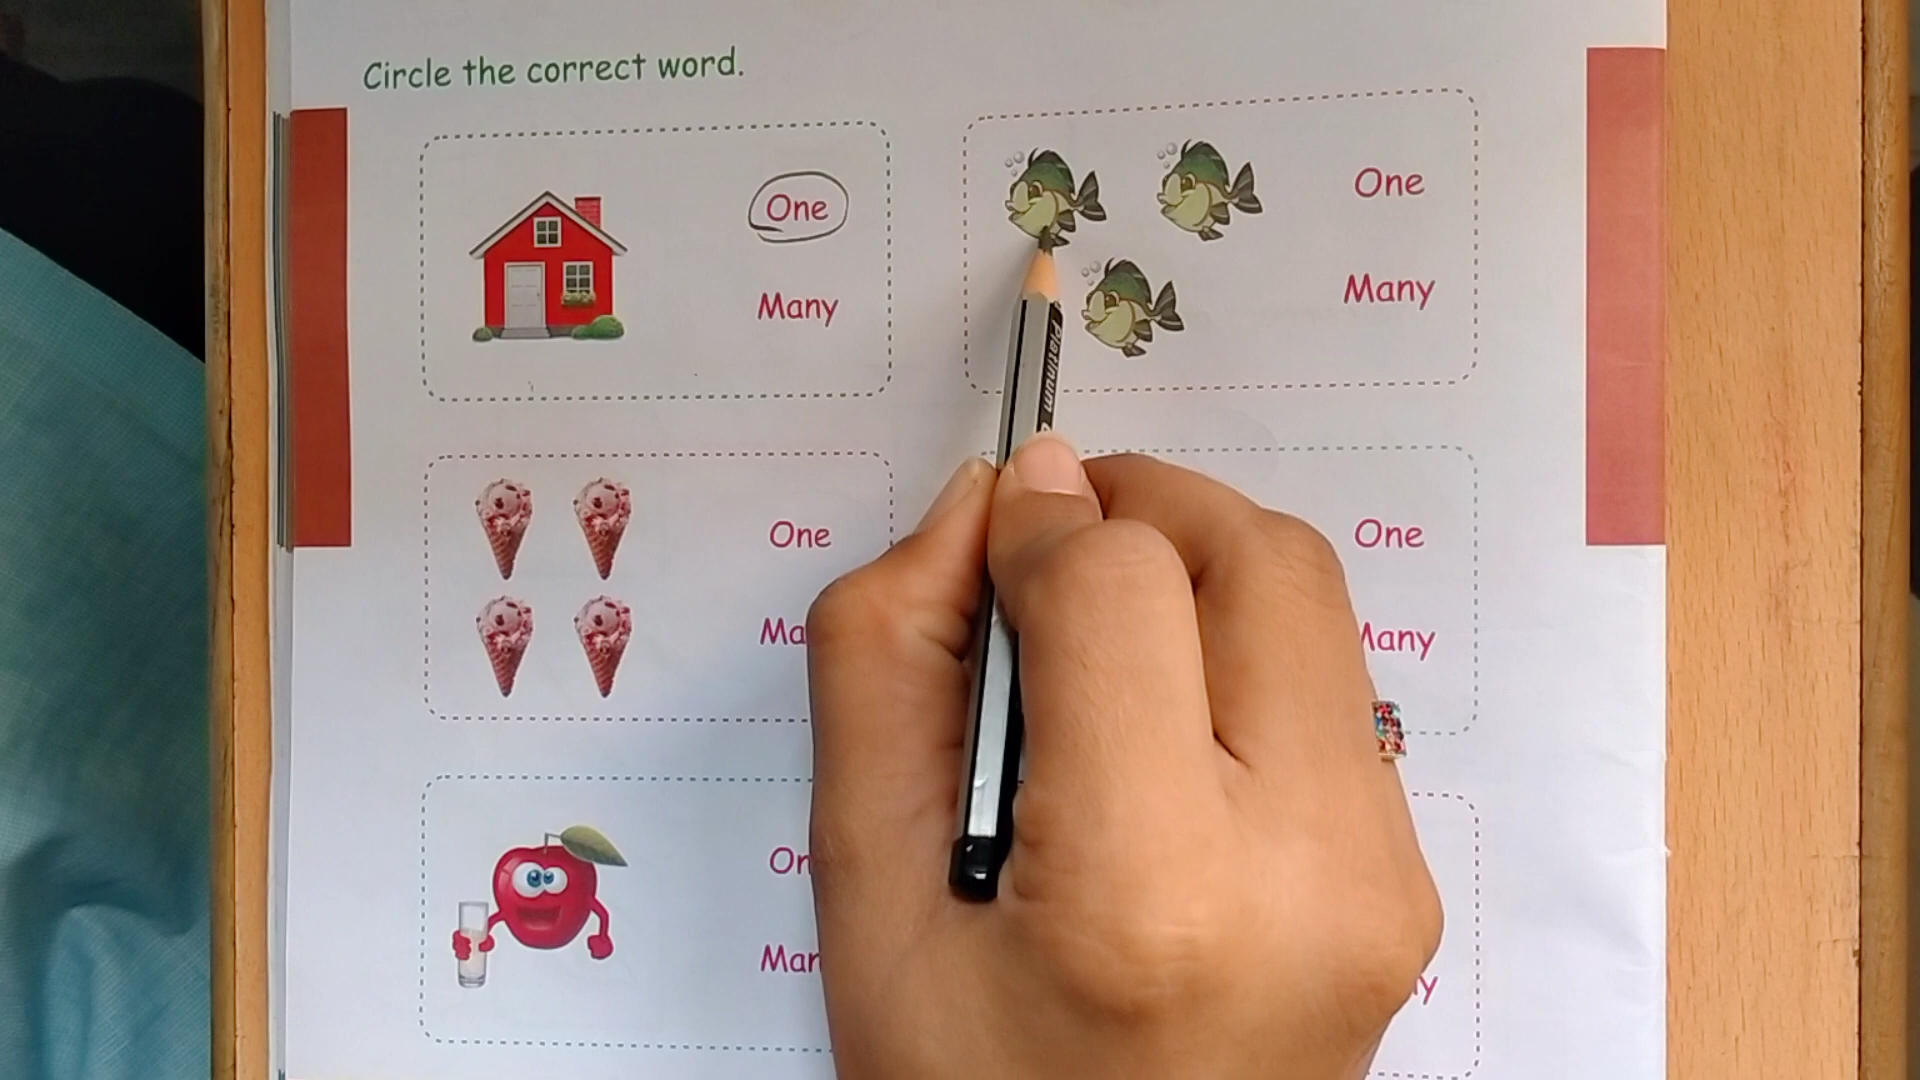 Circle the correct word.
One
Many
One
Many
One
One
Many
Platinum